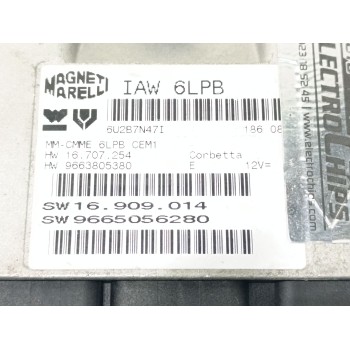 MAGNETI
MARELLI
IAW 6LPB
6U2B7N47I
186 08
MM-CMME 6LPB CEM1
HW 16.707.254
Corbetta
HW 9663805380
E 12V=
SW16.909.014
SW9665056280
ELECTROCHIPS